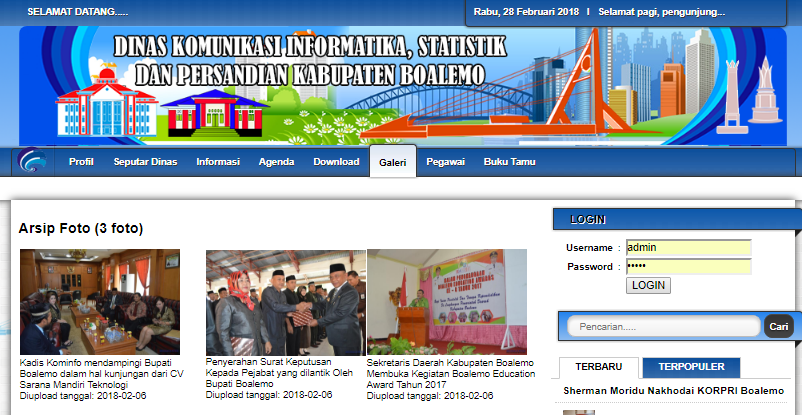 SELAMAT DATANG.....
Rabu, 28 Februari 2018 I Selamat pagi, pengunjung...
DINAS KOMUNIKASI INFORMATIKA, STATISTIK
DAN PERSANDIAN KABUPATEN BOALEMO
Profil Seputar Dinas Informasi Agenda Download Galeri Pegawai Buku Tamu
Arsip Foto (3 foto)
Kadis Kominfo mendampingi Bupati
Boalemo dalam hal kunjungan dari CV
Sarana Mandiri Teknologi
Diupload tanggal: 2018-02-06
Penyerahan Surat Keputusan
Kepada Pejabat yang dilantik Oleh
Bupati Boalemo
Diupload tanggal: 2018-02-06
Sekretaris Daerah Kabupaten Boalemo
Membuka Kegiatan Boalemo Education
Award Tahun 2017
Diupload tanggal: 2018-02-06
LOGIN
Username : admin
Password : •••••
LOGIN
Pencarian..... Cari
TERBARU TERPOPULER
Sherman Moridu Nakhodai KORPRI Boalemo